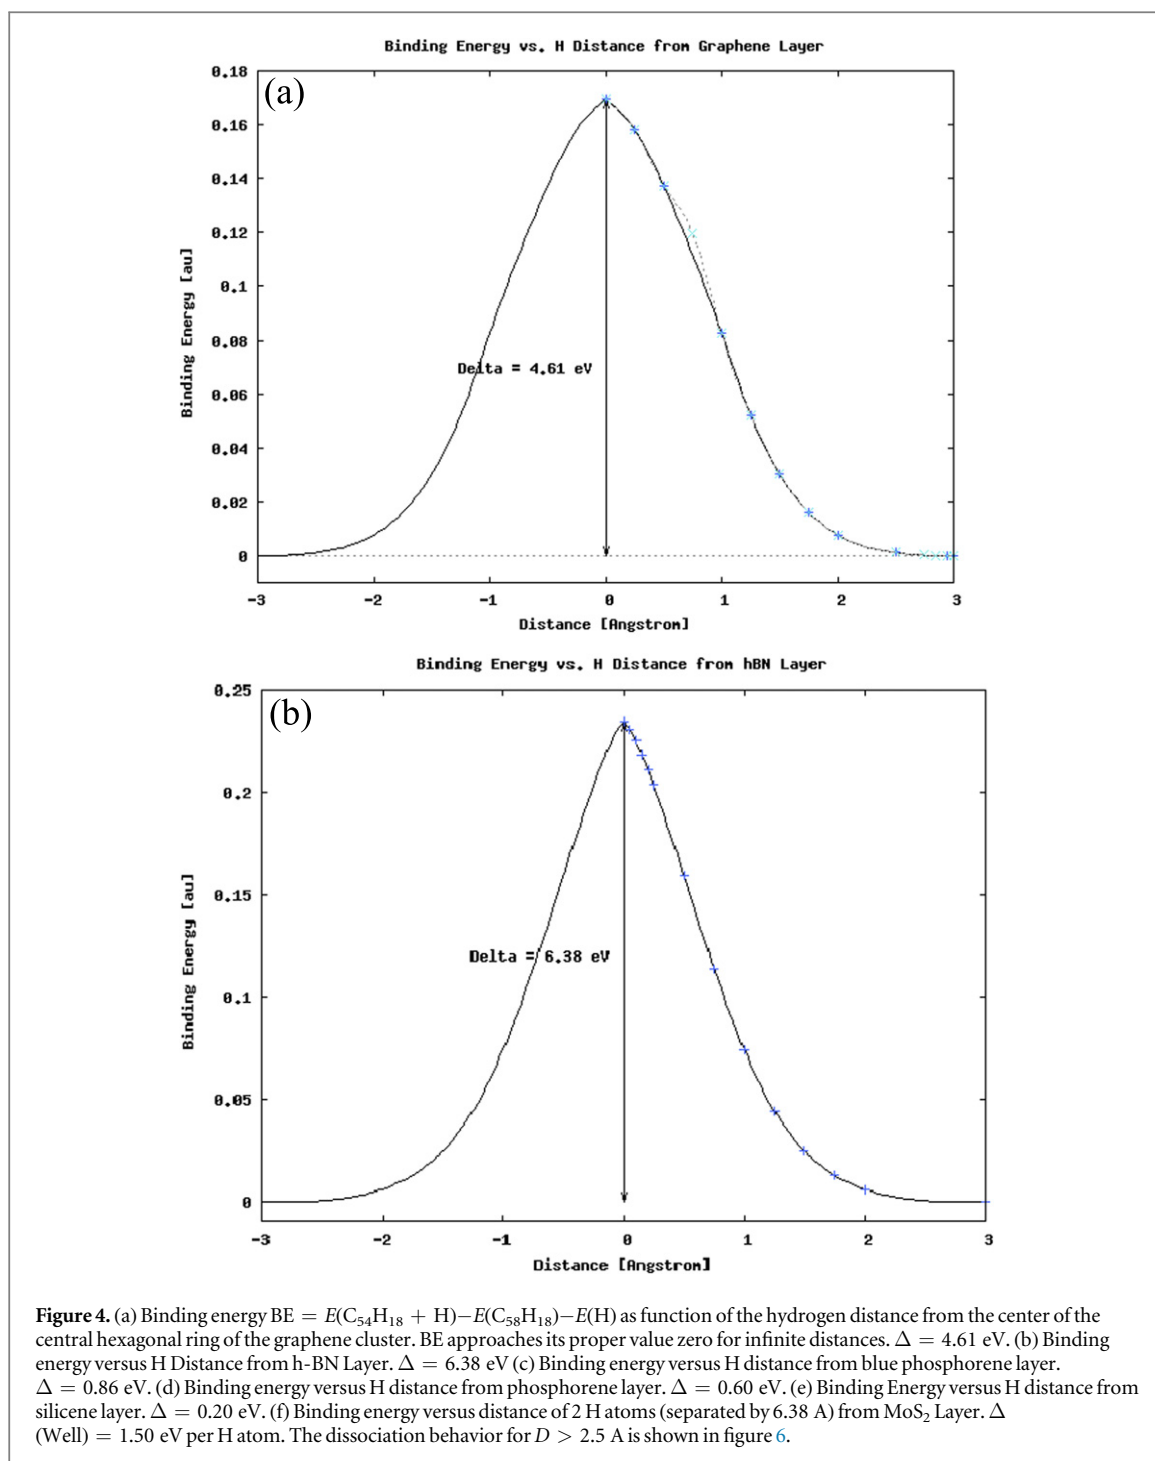 Binding Energy vs. H Distance from Graphene Layer
(a)
0.18
0.16
0.14
0.12
0.1
0.08
0.06
0.04
0.02
0
Binding Energy [au]
Delta = 4.61 eV
-3 -2 -1 0 1 2 3
Distance [Angstrom]
Binding Energy vs. H Distance from hBN Layer
(b)
0.25
0.2
0.15
0.1
0.05
0
Binding Energy [au]
Delta = 6.38 eV
-3 -2 -1 0 1 2 3
Distance [Angstrom]
Figure 4. (a) Binding energy BE = E(C₅₄H₁₈ + H)−E(C₅₈H₁₈)−E(H) as function of the hydrogen distance from the center of the
central hexagonal ring of the graphene cluster. BE approaches its proper value zero for infinite distances. Δ = 4.61 eV. (b) Binding
energy versus H Distance from h-BN Layer. Δ = 6.38 eV (c) Binding energy versus H distance from blue phosphorene layer.
Δ = 0.86 eV. (d) Binding energy versus H distance from phosphorene layer. Δ = 0.60 eV. (e) Binding Energy versus H distance from
silicene layer. Δ = 0.20 eV. (f) Binding energy versus distance of 2 H atoms (separated by 6.38 A) from MoS₂ Layer. Δ
(Well) = 1.50 eV per H atom. The dissociation behavior for D > 2.5 A is shown in figure 6.